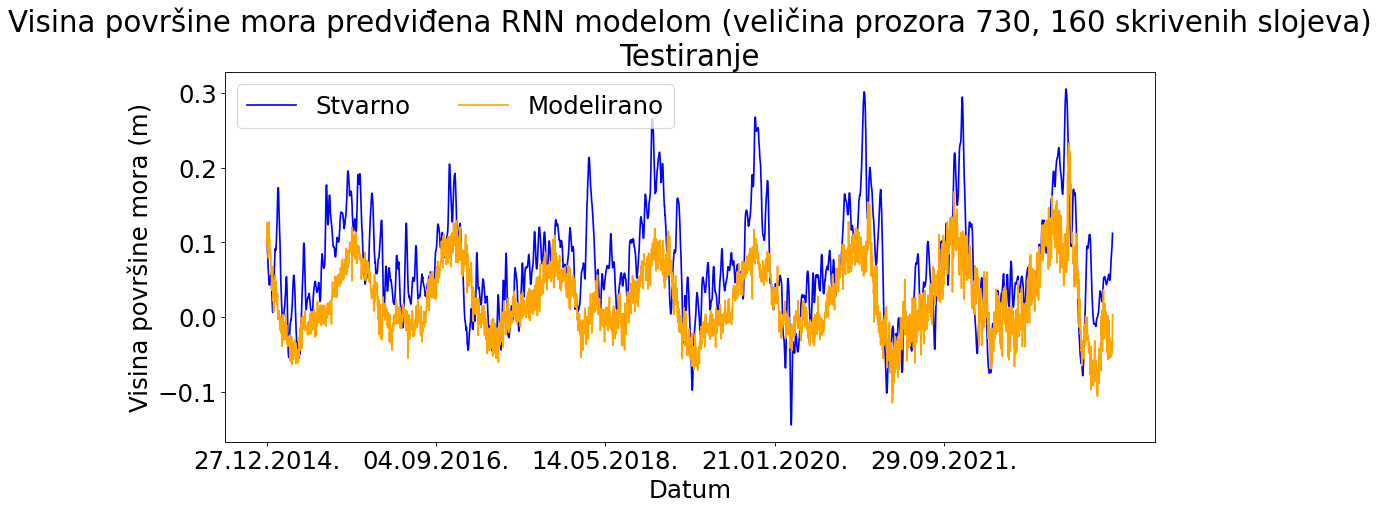 Visina površine mora predviđena RNN modelom (veličina prozora 730, 160 skrivenih slojeva)
Testiranje
Stvarno
Modelirano
Visina površine mora (m)
0.3
0.2
0.1
0.0
−0.1
27.12.2014.
04.09.2016.
14.05.2018.
21.01.2020.
29.09.2021.
Datum